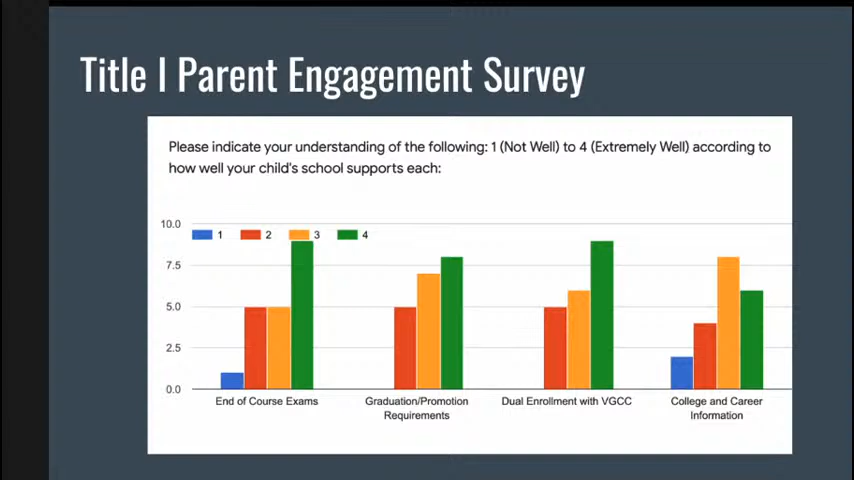 Title I Parent Engagement Survey
Please indicate your understanding of the following: 1 (Not Well) to 4 (Extremely Well) according to
how well your child's school supports each:
10.0
1 2 3 4
7.5
5.0
2.5
0.0
End of Course Exams
Graduation/Promotion
Requirements
Dual Enrollment with VGCC
College and Career
Information